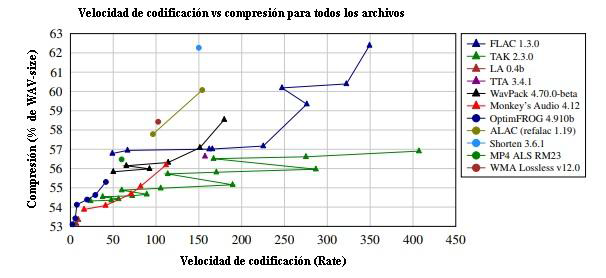 Velocidad de codificación vs compresión para todos los archivos
Compresión (% de WAV-size)
63
62
61
60
59
58
57
56
55
54
53
0 50 100 150 200 250 300 350 400 450
Velocidad de codificación (Rate)
FLAC 1.3.0
TAK 2.3.0
LA 0.4b
TTA 3.4.1
WavPack 4.70.0-beta
Monkey's Audio 4.12
OptimFROG 4.910b
ALAC (refalac 1.19)
Shorten 3.6.1
MP4 ALS RM23
WMA Lossless v12.0